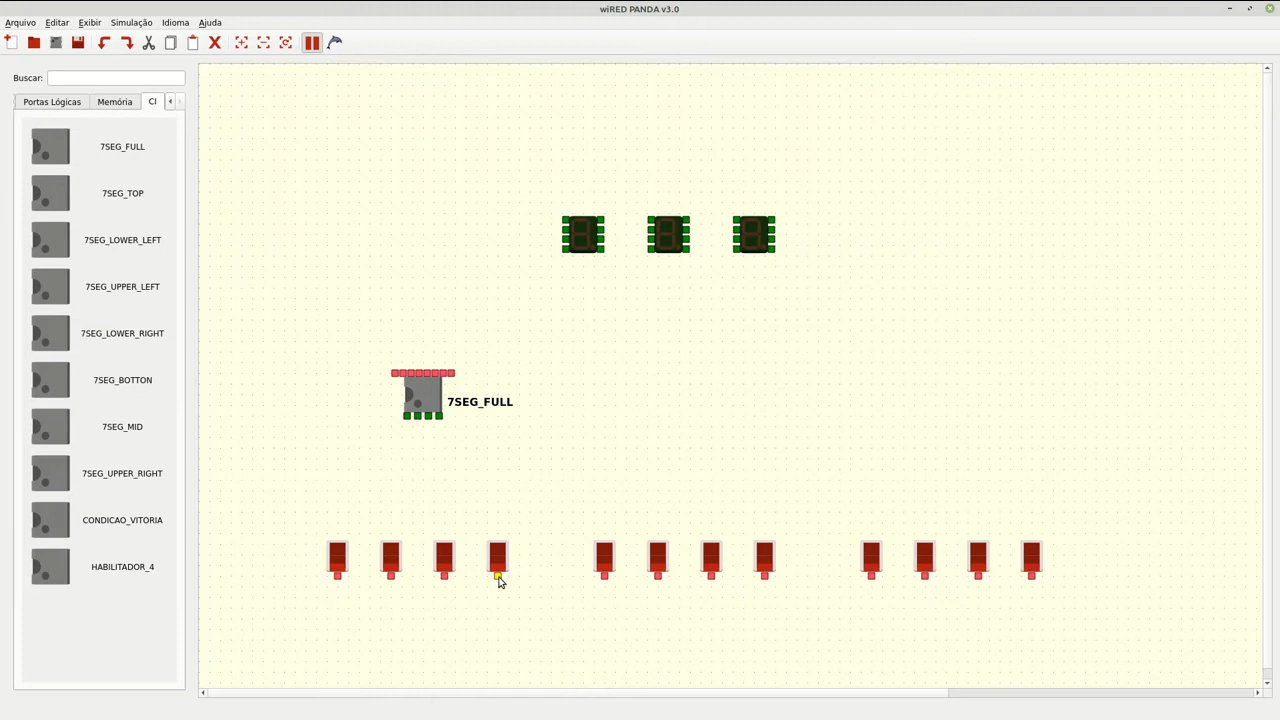 wiRED PANDA v3.0
Arquivo Editar Exibir Simulação Idioma Ajuda
Buscar:
Portas Lógicas Memória CI
7SEG_FULL
7SEG_TOP
7SEG_LOWER_LEFT
7SEG_UPPER_LEFT
7SEG_LOWER_RIGHT
7SEG_BOTTON
7SEG_MID
7SEG_UPPER_RIGHT
CONDICAO_VITORIA
HABILITADOR_4
7SEG_FULL